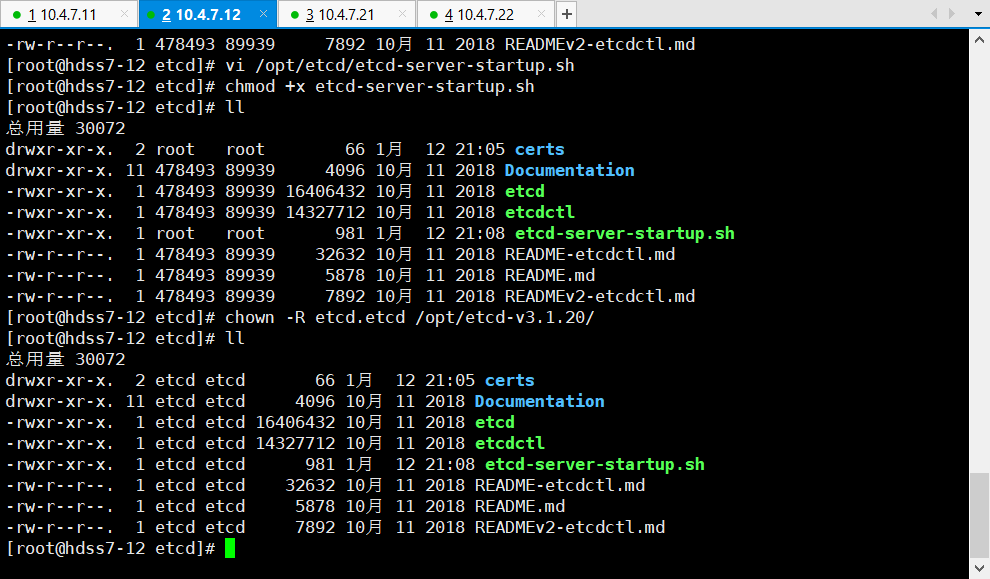 1 10.4.7.11 × 2 10.4.7.12 × 3 10.4.7.21 × 4 10.4.7.22 × +
-rw-r--r--.  1 478493 89939     7892 10月 11 2018 READMEv2-etcdctl.md
[root@hdss7-12 etcd]# vi /opt/etcd/etcd-server-startup.sh
[root@hdss7-12 etcd]# chmod +x etcd-server-startup.sh
[root@hdss7-12 etcd]# ll
总用量 30072
drwxr-xr-x.  2 root   root        66 1月  12 21:05 certs
drwxr-xr-x. 11 478493 89939     4096 10月 11 2018 Documentation
-rwxr-xr-x.  1 478493 89939 16406432 10月 11 2018 etcd
-rwxr-xr-x.  1 478493 89939 14327712 10月 11 2018 etcdctl
-rwxr-xr-x.  1 root   root       981 1月  12 21:08 etcd-server-startup.sh
-rw-r--r--.  1 478493 89939    32632 10月 11 2018 README-etcdctl.md
-rw-r--r--.  1 478493 89939     5878 10月 11 2018 README.md
-rw-r--r--.  1 478493 89939     7892 10月 11 2018 READMEv2-etcdctl.md
[root@hdss7-12 etcd]# chown -R etcd.etcd /opt/etcd-v3.1.20/
[root@hdss7-12 etcd]# ll
总用量 30072
drwxr-xr-x.  2 etcd etcd       66 1月  12 21:05 certs
drwxr-xr-x. 11 etcd etcd     4096 10月 11 2018 Documentation
-rwxr-xr-x.  1 etcd etcd 16406432 10月 11 2018 etcd
-rwxr-xr-x.  1 etcd etcd 14327712 10月 11 2018 etcdctl
-rwxr-xr-x.  1 etcd etcd      981 1月  12 21:08 etcd-server-startup.sh
-rw-r--r--.  1 etcd etcd    32632 10月 11 2018 README-etcdctl.md
-rw-r--r--.  1 etcd etcd     5878 10月 11 2018 README.md
-rw-r--r--.  1 etcd etcd     7892 10月 11 2018 READMEv2-etcdctl.md
[root@hdss7-12 etcd]#